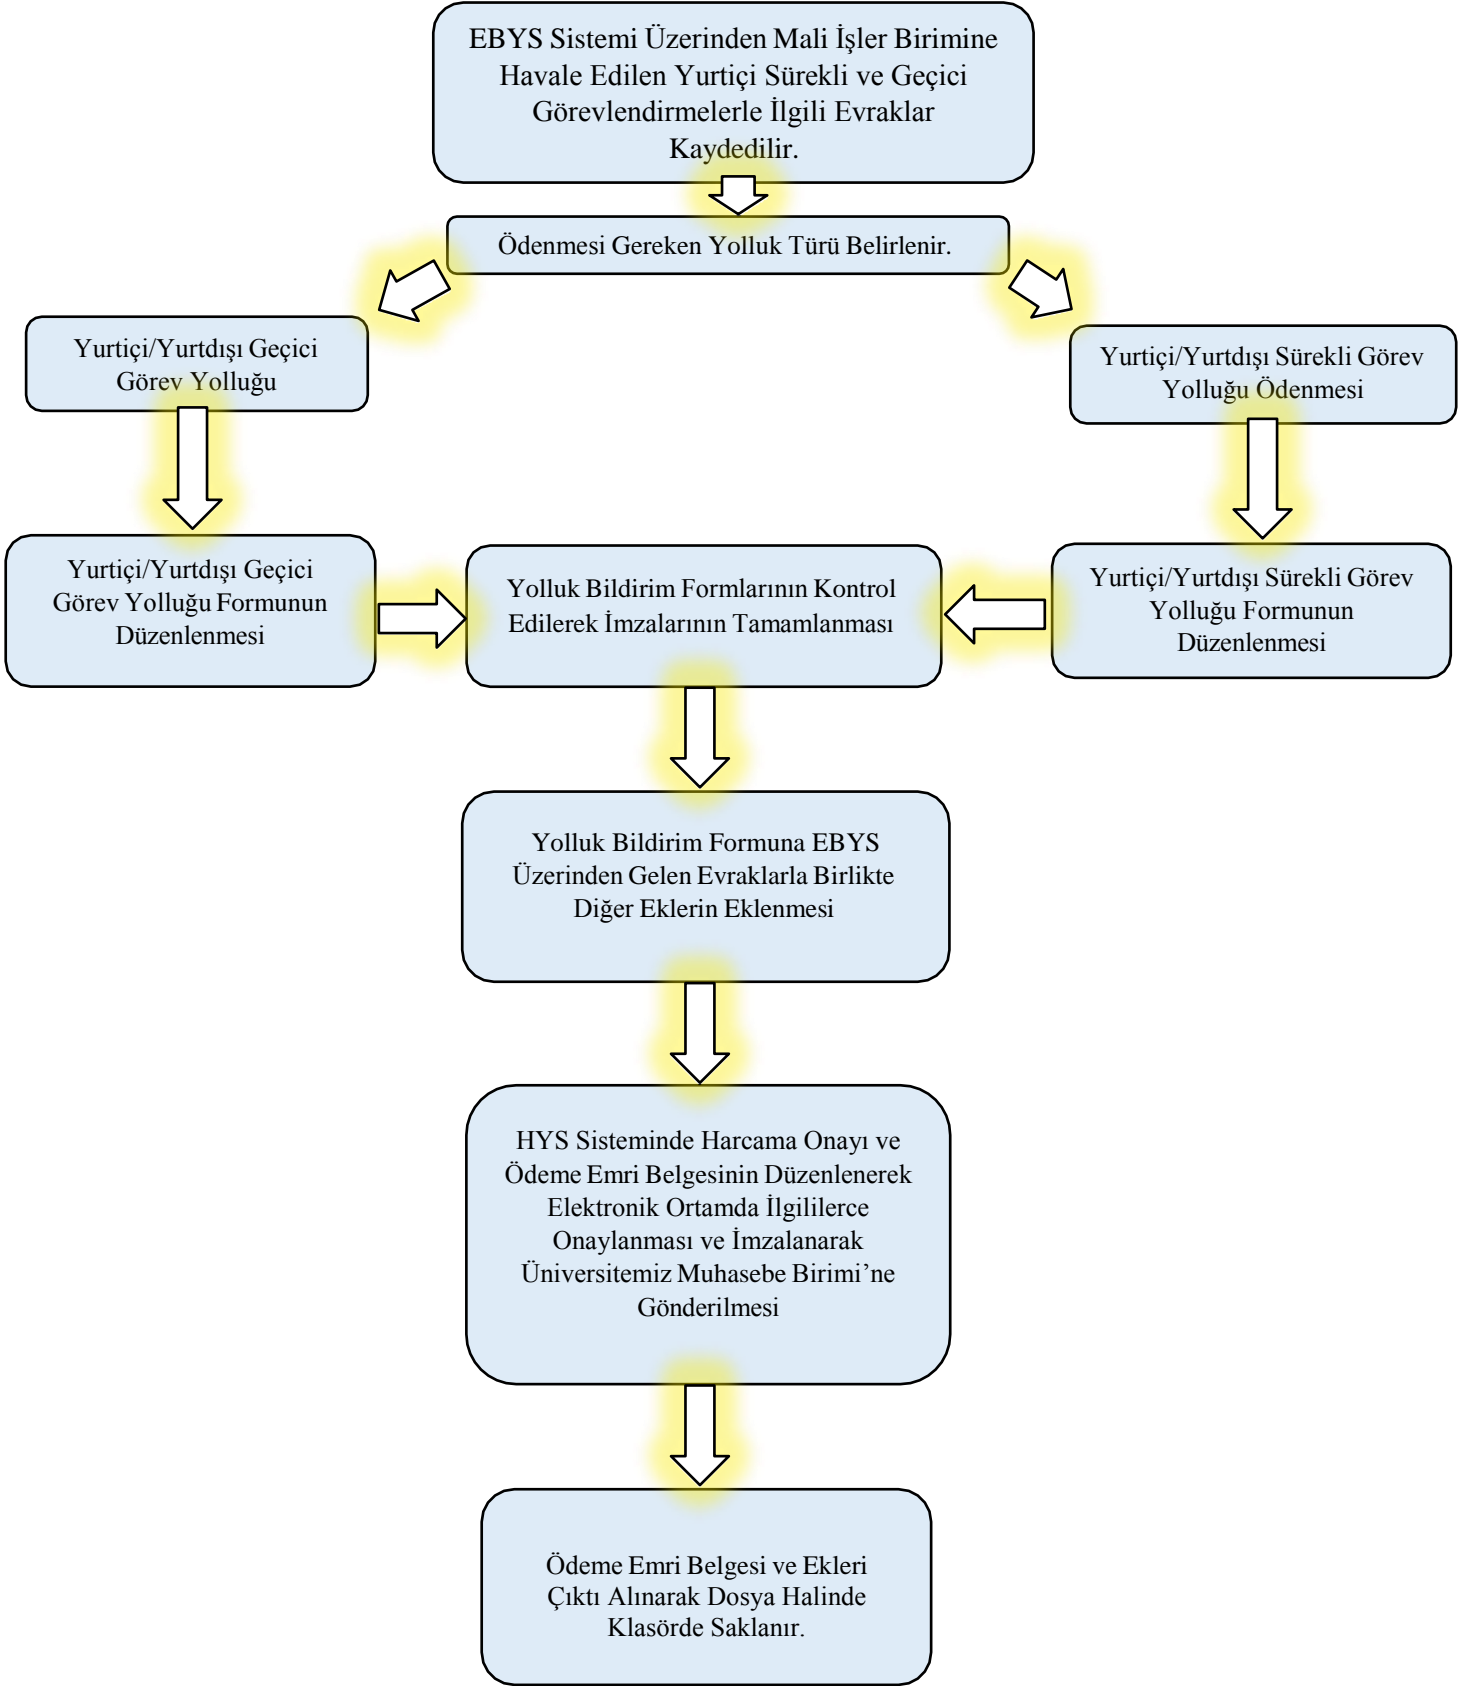 EBYS Sistemi Üzerinden Mali İşler Birimine
Havale Edilen Yurtiçi Sürekli ve Geçici
Görevlendirmelerle İlgili Evraklar
Kaydedilir.
Ödenmesi Gereken Yolluk Türü Belirlenir.
Yurtiçi/Yurtdışı Geçici
Görev Yolluğu
Yurtiçi/Yurtdışı Sürekli Görev
Yolluğu Ödenmesi
Yurtiçi/Yurtdışı Geçici
Görev Yolluğu Formunun
Düzenlenmesi
Yolluk Bildirim Formlarının Kontrol
Edilerek İmzalarının Tamamlanması
Yurtiçi/Yurtdışı Sürekli Görev
Yolluğu Formunun
Düzenlenmesi
Yolluk Bildirim Formuna EBYS
Üzerinden Gelen Evraklarla Birlikte
Diğer Eklerin Eklenmesi
HYS Sisteminde Harcama Onayı ve
Ödeme Emri Belgesinin Düzenlenerek
Elektronik Ortamda İlgililerce
Onaylanması ve İmzalanarak
Üniversitemiz Muhasebe Birimi’ne
Gönderilmesi
Ödeme Emri Belgesi ve Ekleri
Çıktı Alınarak Dosya Halinde
Klasörde Saklanır.